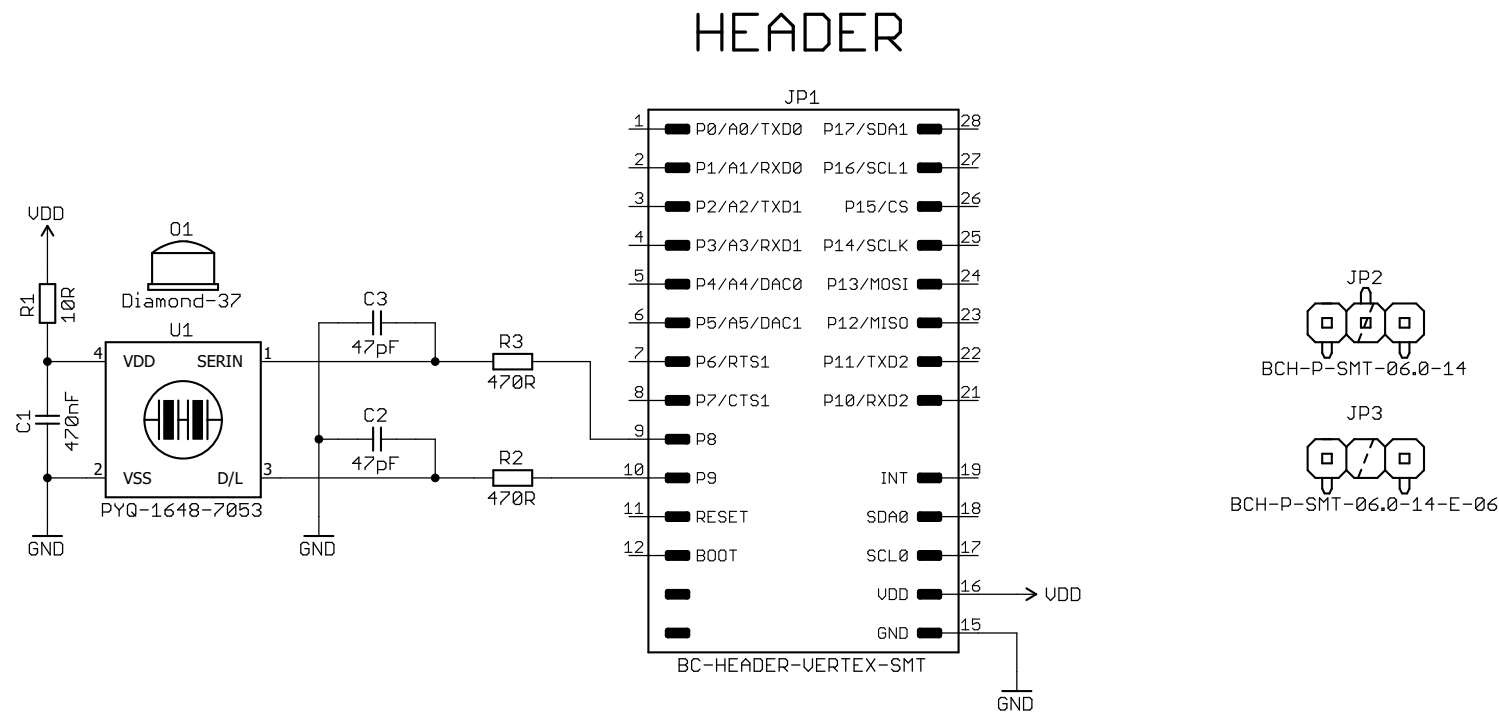 HEADER
JP1
1 P0/A0/TXD0 P17/SDA1 28
2 P1/A1/RXD0 P16/SCL1 27
3 P2/A2/TXD1 P15/CS 26
4 P3/A3/RXD1 P14/SCLK 25
5 P4/A4/DAC0 P13/MOSI 24
6 P5/A5/DAC1 P12/MISO 23
7 P6/RTS1 P11/TXD2 22
8 P7/CTS1 P10/RXD2 21
9 P8
10 P9 INT 19
11 RESET SDA0 18
12 BOOT SCL0 17
VDD 16 VDD
GND 15
BC-HEADER-VERTEX-SMT
GND
VDD
R1
10R
C1
470nF
GND
O1
Diamond-37
U1
4 VDD SERIN 1
2 VSS D/L 3
PYQ-1648-7053
C3
47pF
C2
47pF
GND
R3
470R
R2
470R
JP2
BCH-P-SMT-06.0-14
JP3
BCH-P-SMT-06.0-14-E-06